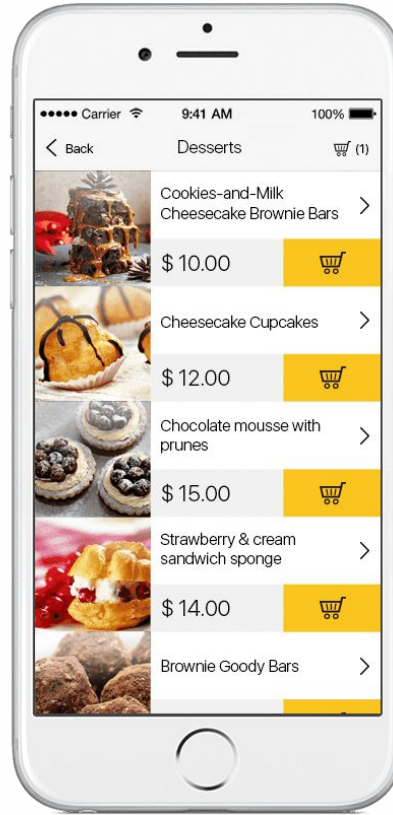 Carrier 9:41 AM 100%
Back Desserts (1)
Cookies-and-Milk
Cheesecake Brownie Bars
$ 10.00
Cheesecake Cupcakes
$ 12.00
Chocolate mousse with
prunes
$ 15.00
Strawberry & cream
sandwich sponge
$ 14.00
Brownie Goody Bars